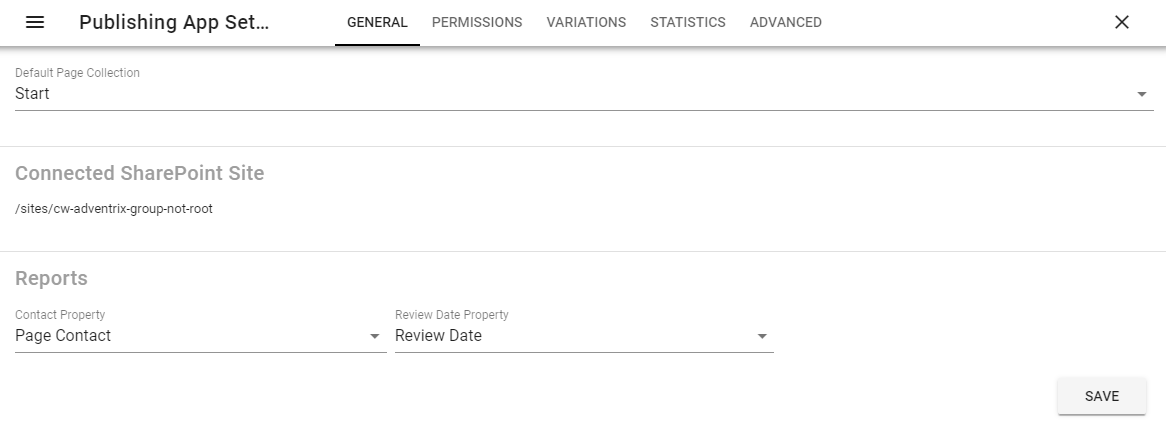 Publishing App Set... GENERAL PERMISSIONS VARIATIONS STATISTICS ADVANCED
Default Page Collection
Start
Connected SharePoint Site
/sites/cw-adventrix-group-not-root
Reports
Contact Property Review Date Property
Page Contact Review Date
SAVE